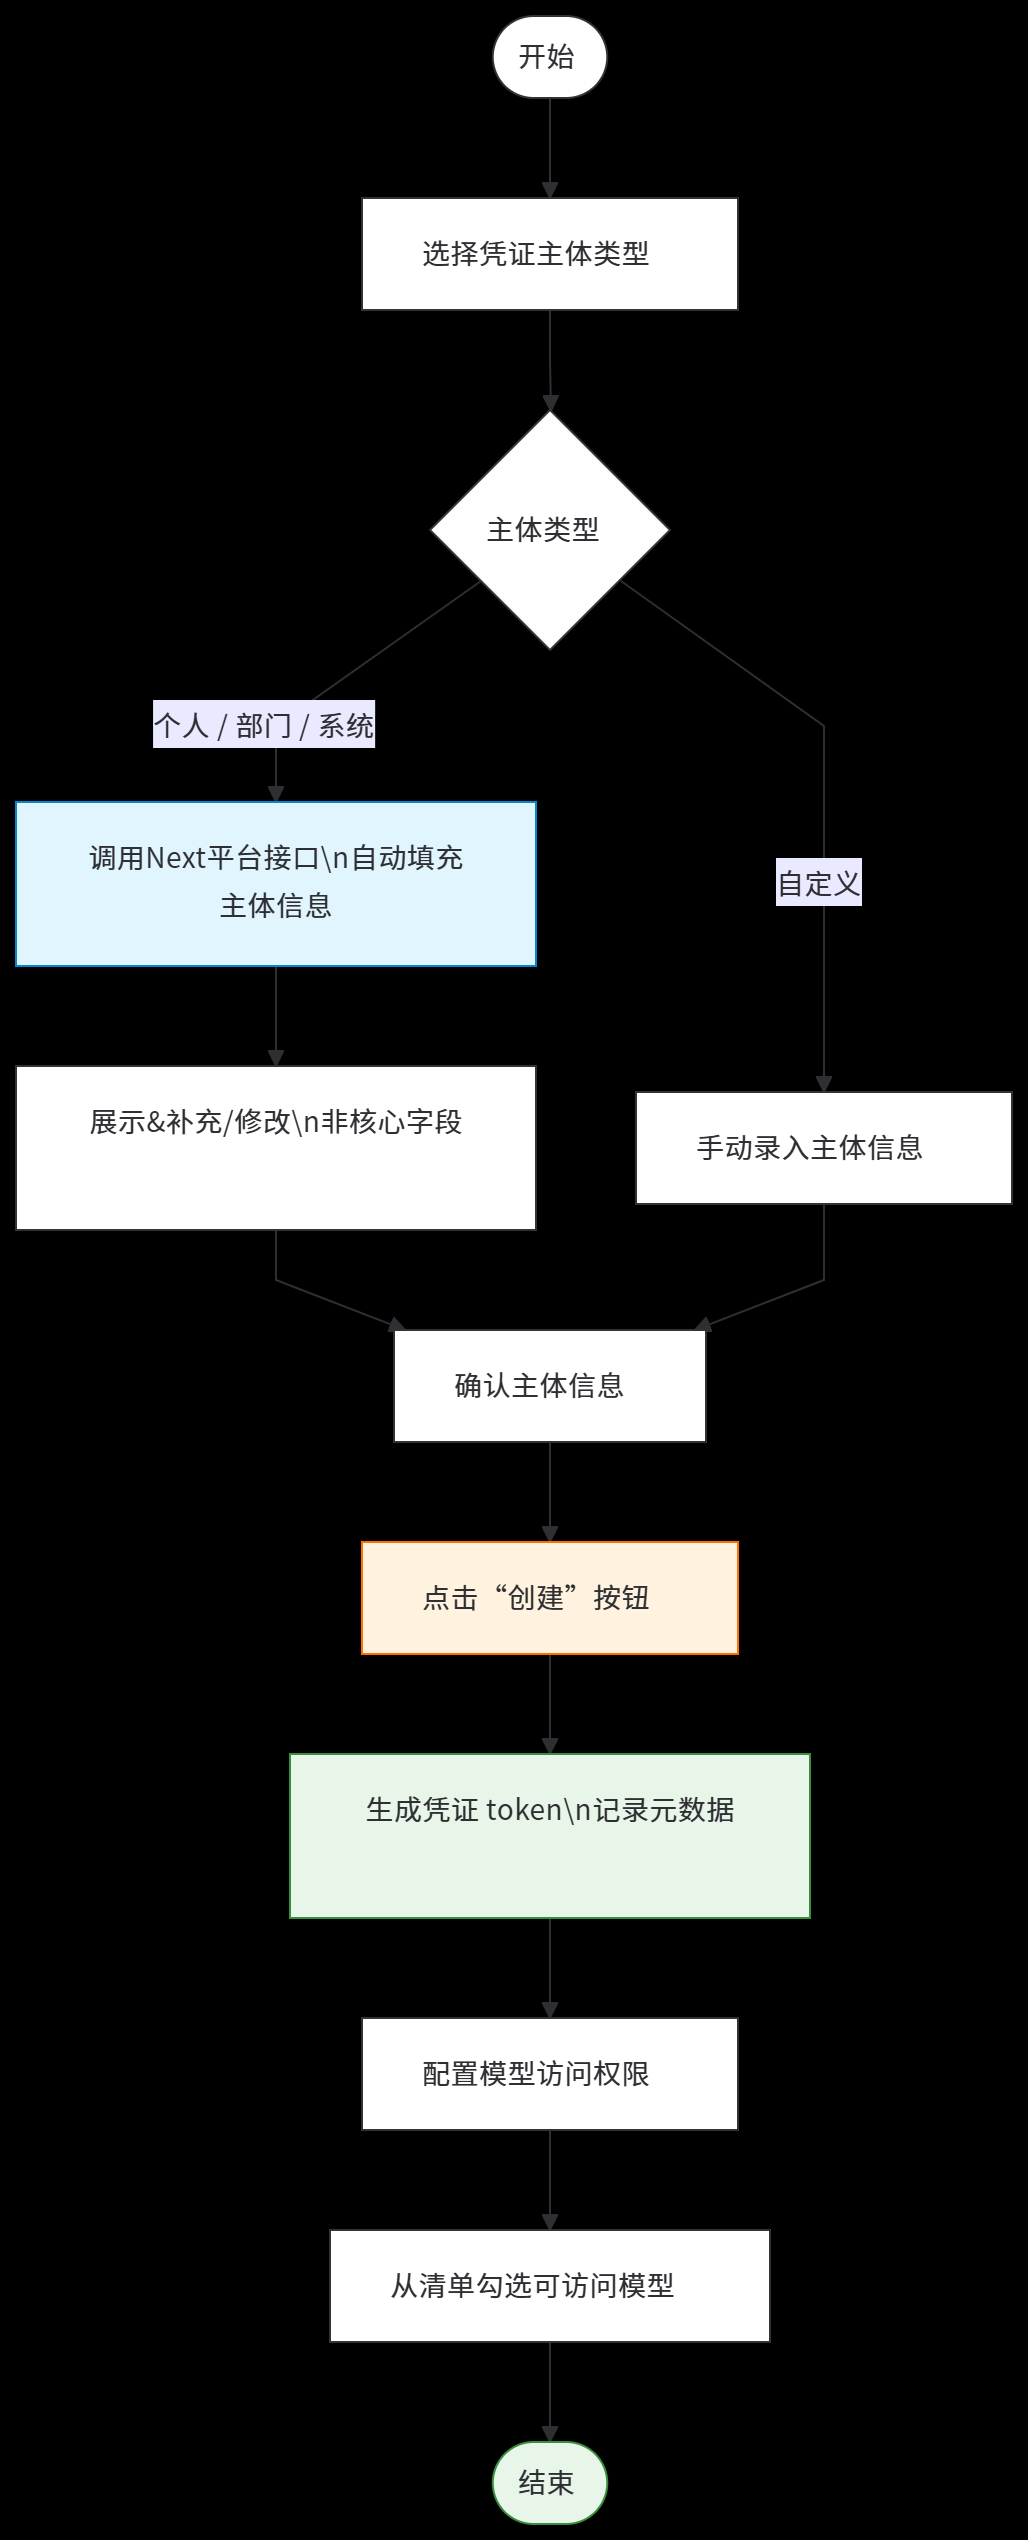 开始
选择凭证主体类型
主体类型
个人 / 部门 / 系统
调用Next平台接口\n自动填充
主体信息
自定义
展示&补充/修改\n非核心字段
手动录入主体信息
确认主体信息
点击“创建”按钮
生成凭证 token\n记录元数据
配置模型访问权限
从清单勾选可访问模型
结束